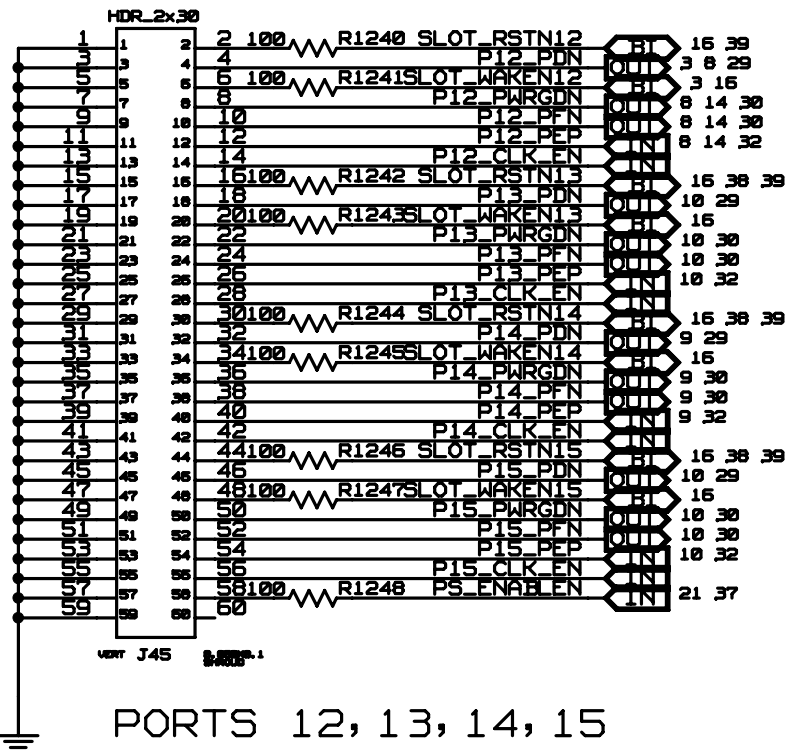 HDR_2x30
1 1 2 2 100 R1240 SLOT_RSTN12 BI 16 39
3 3 4 4 P12_PDN OUT 3 8 29
5 5 6 6 100 R1241 SLOT_WAKEN12 BI 3 16
7 7 8 8 P12_PWRGDN OUT 8 14 30
9 9 10 10 P12_PFN OUT 8 14 30
11 11 12 12 P12_PEP IN 8 14 32
13 13 14 14 P12_CLK_EN IN
15 15 16 16 100 R1242 SLOT_RSTN13 BI 16 38 39
17 17 18 18 P13_PDN OUT 10 29
19 19 20 20 100 R1243 SLOT_WAKEN13 BI 16
21 21 22 22 P13_PWRGDN OUT 10 30
23 23 24 24 P13_PFN OUT 10 30
25 25 26 26 P13_PEP IN 10 32
27 27 28 28 P13_CLK_EN IN
29 29 30 30 100 R1244 SLOT_RSTN14 BI 16 38 39
31 31 32 32 P14_PDN OUT 9 29
33 33 34 34 100 R1245 SLOT_WAKEN14 BI 16
35 35 36 36 P14_PWRGDN OUT 9 30
37 37 38 38 P14_PFN OUT 9 30
39 39 40 40 P14_PEP IN 9 32
41 41 42 42 P14_CLK_EN IN
43 43 44 44 100 R1246 SLOT_RSTN15 BI 16 38 39
45 45 46 46 P15_PDN OUT 10 29
47 47 48 48 100 R1247 SLOT_WAKEN15 BI 16
49 49 50 50 P15_PWRGDN OUT 10 30
51 51 52 52 P15_PFN OUT 10 30
53 53 54 54 P15_PEP IN 10 32
55 55 56 56 P15_CLK_EN IN
57 57 58 58 100 R1248 PS_ENABLEN IN 21 37
59 59 60 60
VERT J45
SHROUD
PORTS 12, 13, 14, 15